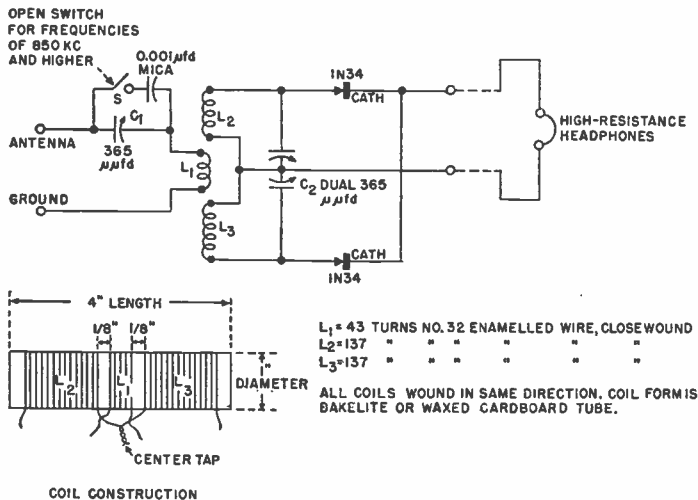 OPEN SWITCH
FOR FREQUENCIES
OF 850 KC
AND HIGHER
0.001µfd
MICA
S
C1
ANTENNA
365
µµfd
L1
GROUND
L2
L3
1N34
CATH
C2 DUAL 365
µµfd
CATH
1N34
HIGH-RESISTANCE
HEADPHONES
4" LENGTH
1/8" 1/8"
L2 L1 L3
"
DIAMETER
CENTER TAP
COIL CONSTRUCTION
L1= 43 TURNS NO. 32 ENAMELLED WIRE, CLOSEWOUND
L2=137 " " " " " "
L3=137 " " " " " "
ALL COILS WOUND IN SAME DIRECTION. COIL FORM IS
BAKELITE OR WAXED CARDBOARD TUBE.